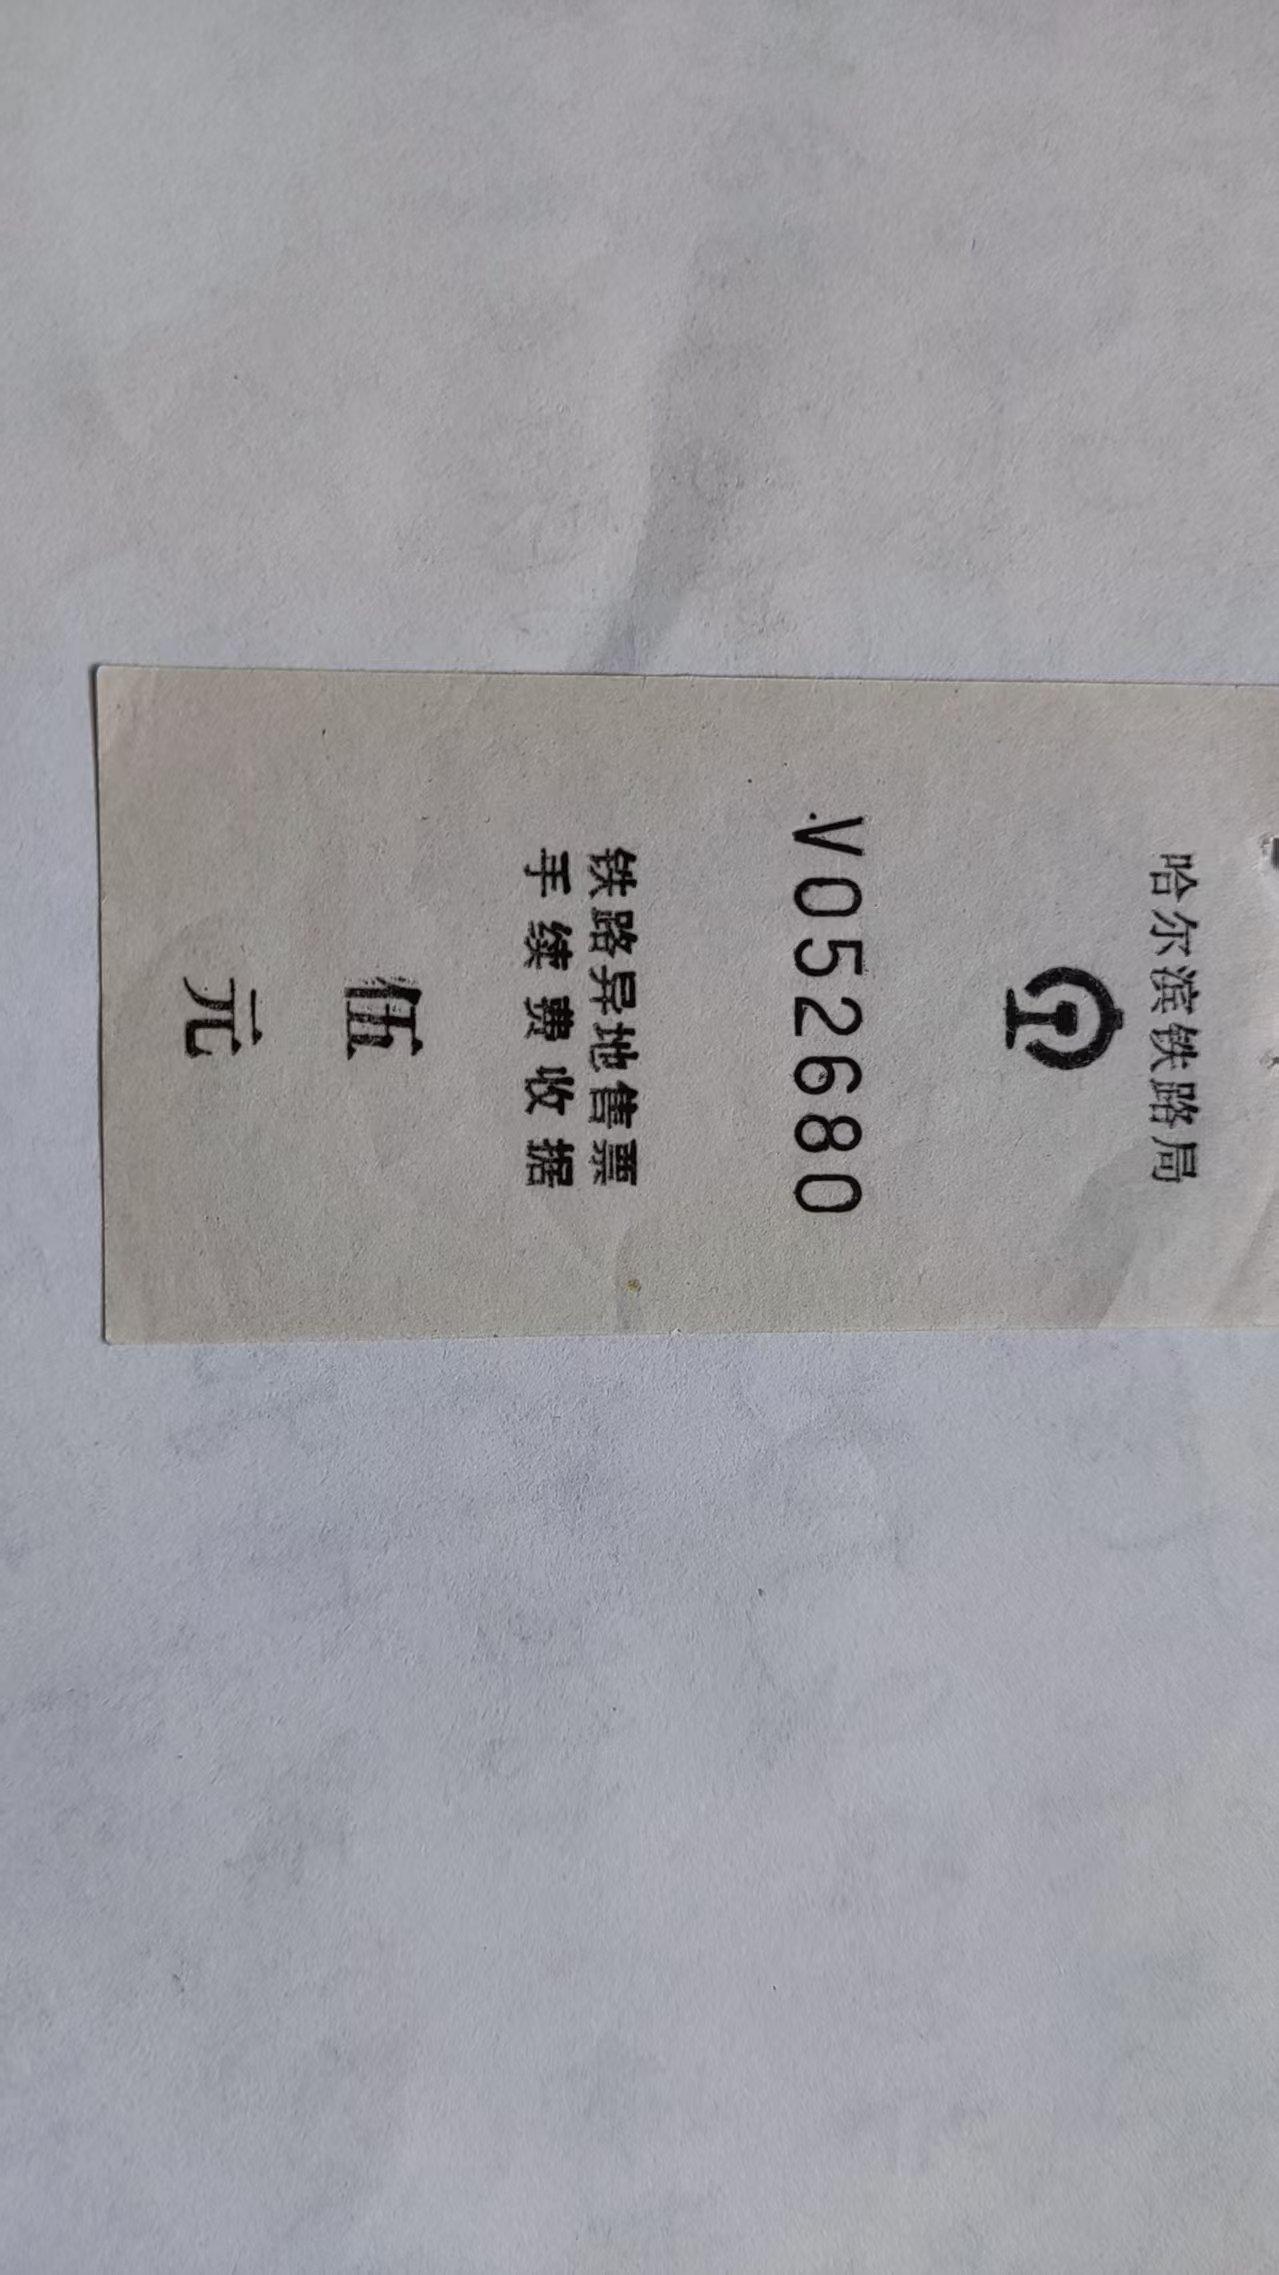 哈尔滨铁路局
V052680
铁路异地售票
手续费收据
伍
元